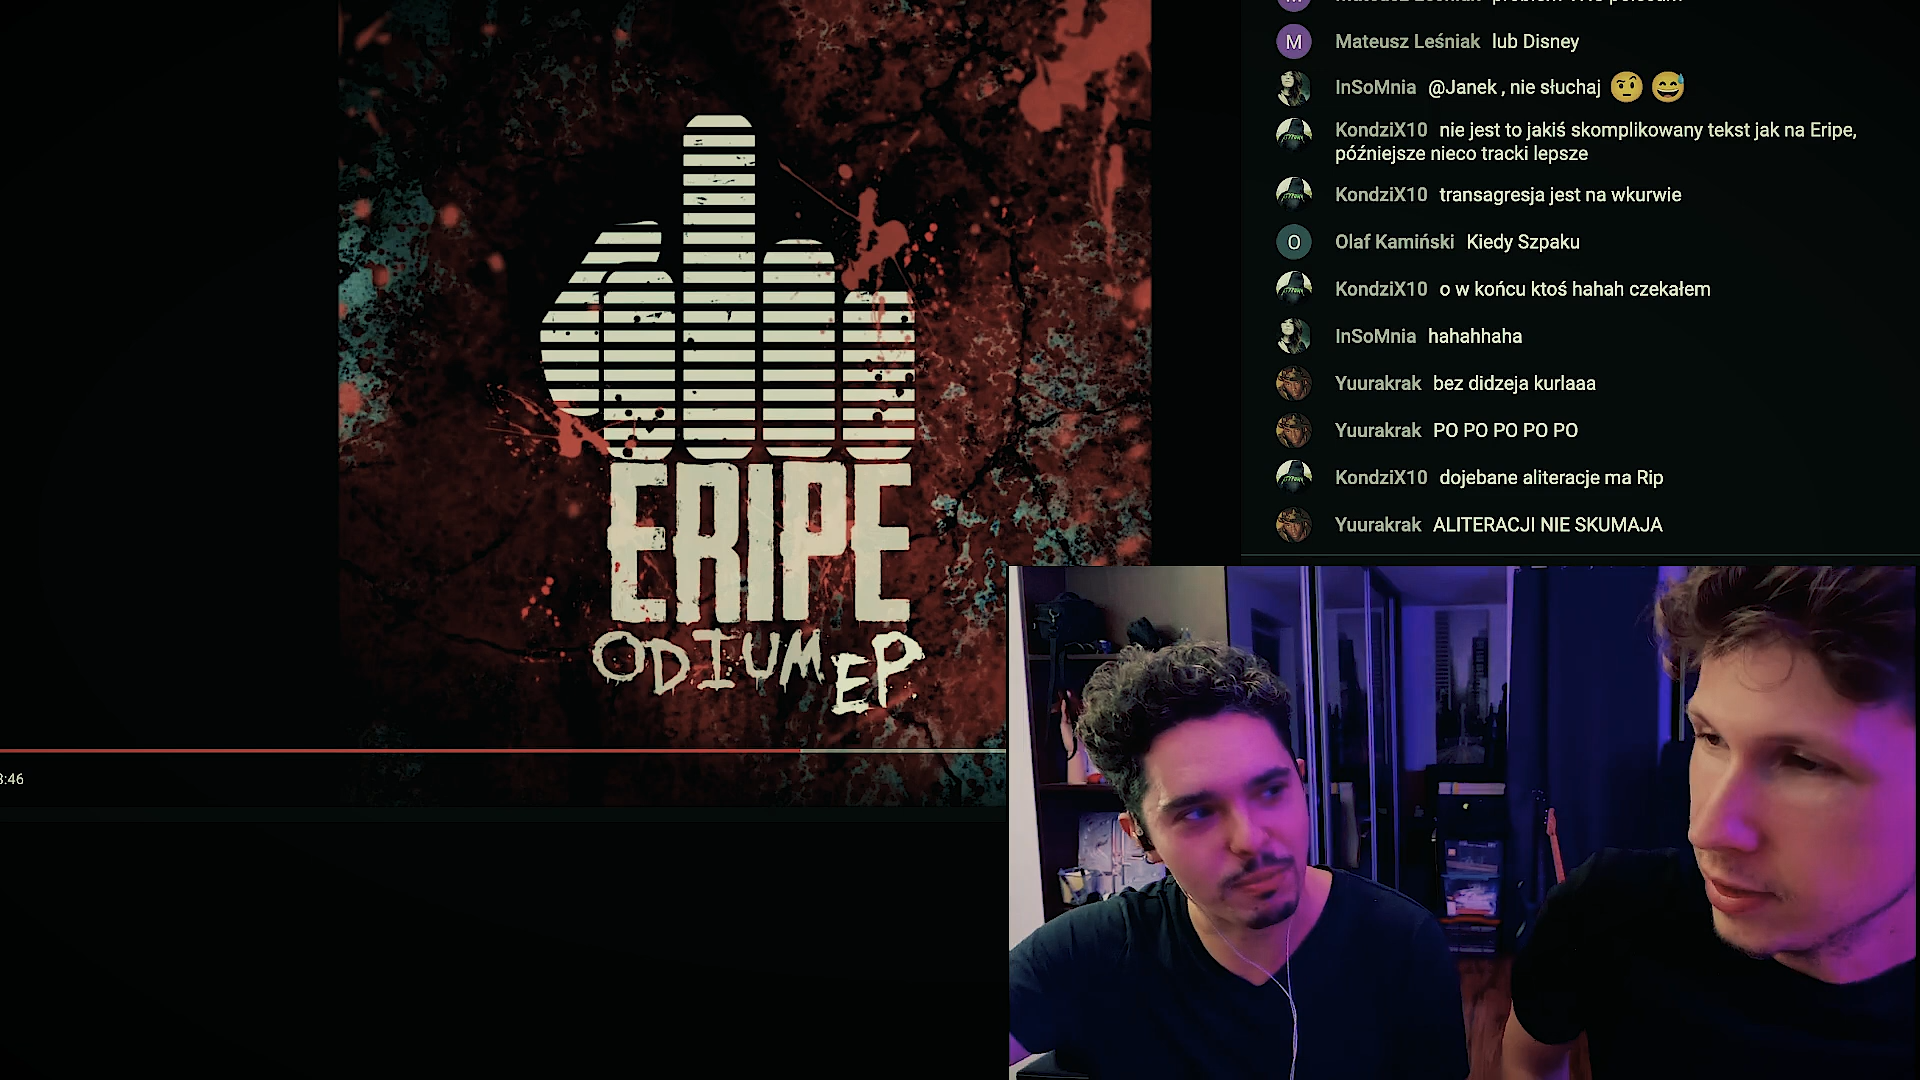 ERIPE
ODIUM EP
3:46
M Mateusz Leśniak lub Disney
InSoMnia @Janek , nie słuchaj
KondziX10 nie jest to jakiś skomplikowany tekst jak na Eripe,
późniejsze nieco tracki lepsze
KondziX10 transagresja jest na wkurwie
O Olaf Kamiński Kiedy Szpaku
KondziX10 o w końcu ktoś hahah czekałem
InSoMnia hahahhaha
Yuurakrak bez didzeja kurlaaa
Yuurakrak PO PO PO PO PO
KondziX10 dojebane aliteracje ma Rip
Yuurakrak ALITERACJI NIE SKUMAJA